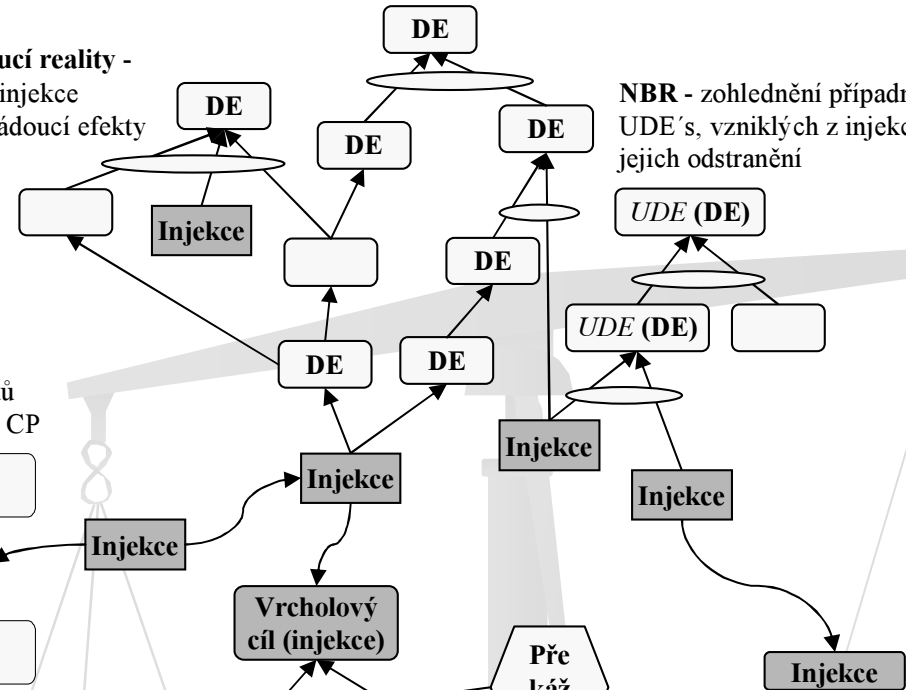 DE
ucí reality -
injekce
ádoucí efekty
DE
DE
DE
NBR - zohlednění případn
UDE´s, vzniklých z injekc
jejich odstranění
Injekce
UDE (DE)
DE
UDE (DE)
DE
DE
ů
CP
Injekce
Injekce
Injekce
Injekce
Vrcholový
cíl (injekce)
Pře
káž
Injekce